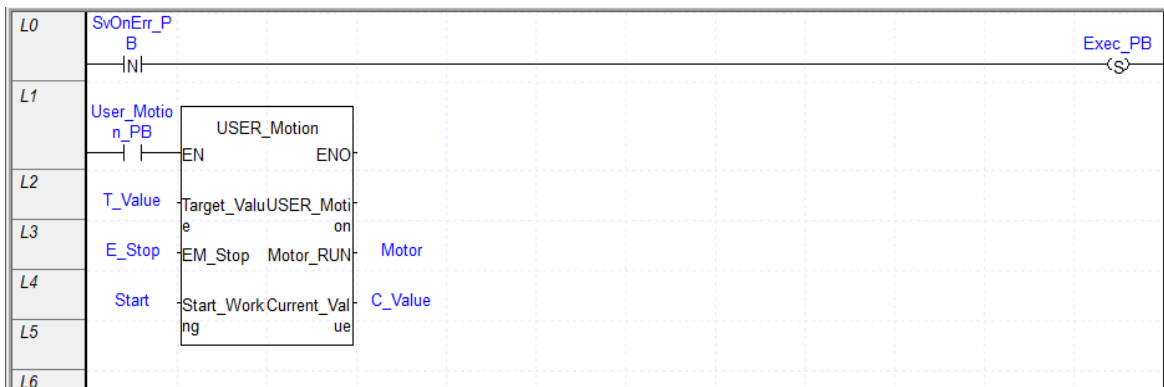 L0
SvOnErr_P
B
N
Exec_PB
S
L1
User_Motio
n_PB
USER_Motion
EN ENO
L2
T_Value
Target_Valu USER_Moti
e on
L3
E_Stop
EM_Stop Motor_RUN
Motor
L4
Start
Start_Worki Current_Val
ng ue
C_Value
L5
L6